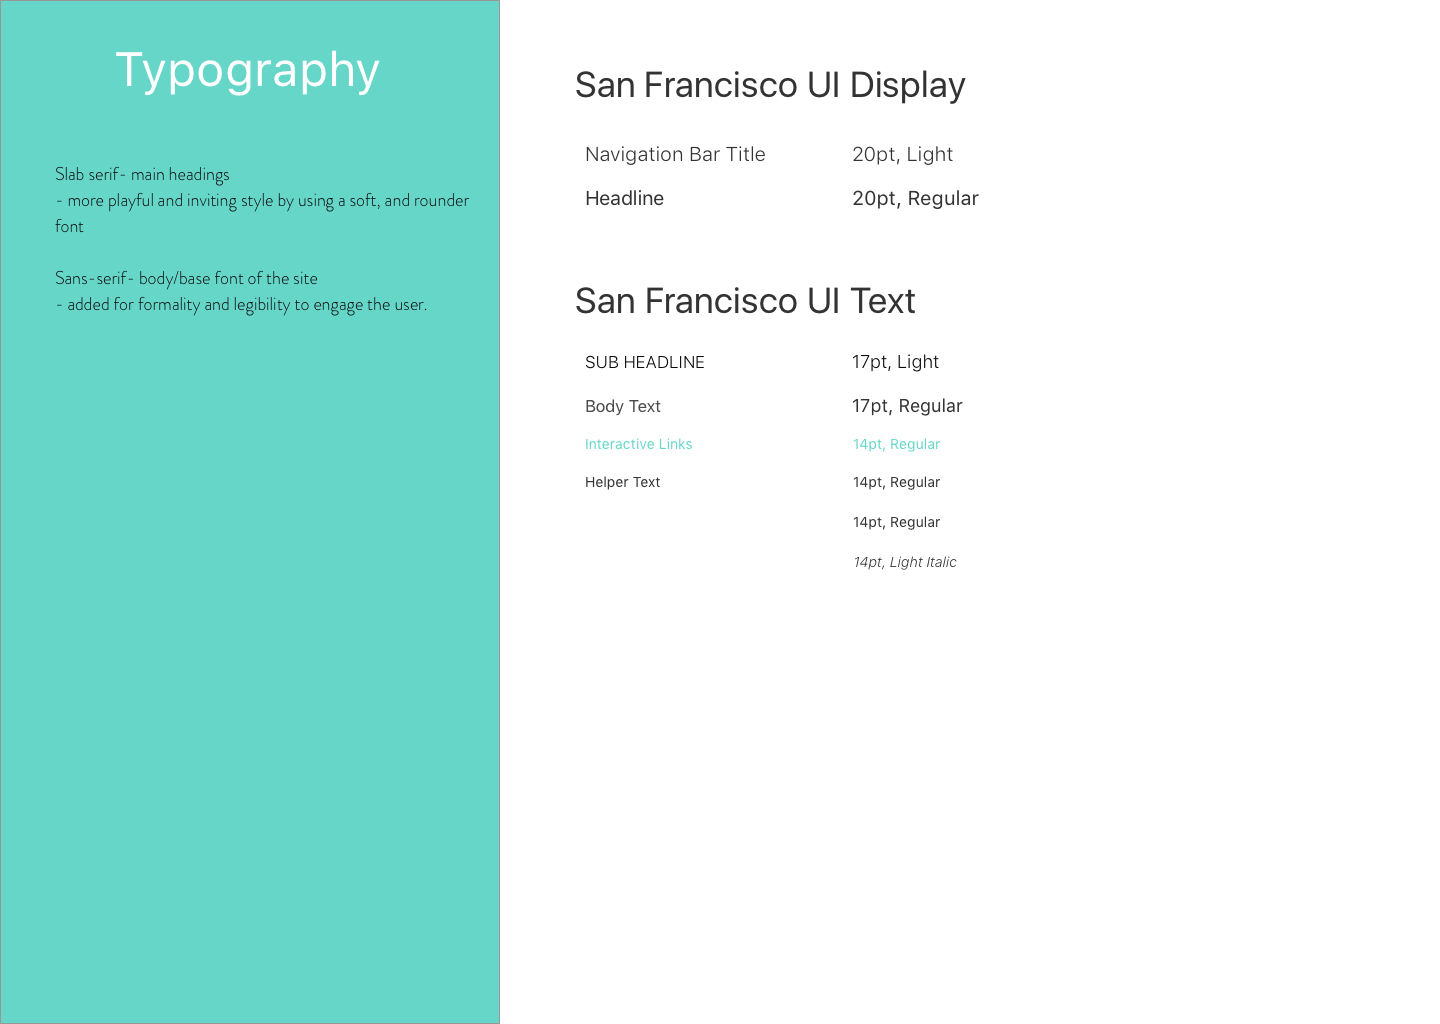 Typography
Slab serif- main headings
- more playful and inviting style by using a soft, and rounder
font
Sans-serif- body/base font of the site
- added for formality and legibility to engage the user.
San Francisco UI Display
Navigation Bar Title 20pt, Light
Headline 20pt, Regular
San Francisco UI Text
SUB HEADLINE 17pt, Light
Body Text 17pt, Regular
Interactive Links 14pt, Regular
Helper Text 14pt, Regular
14pt, Regular
14pt, Light Italic